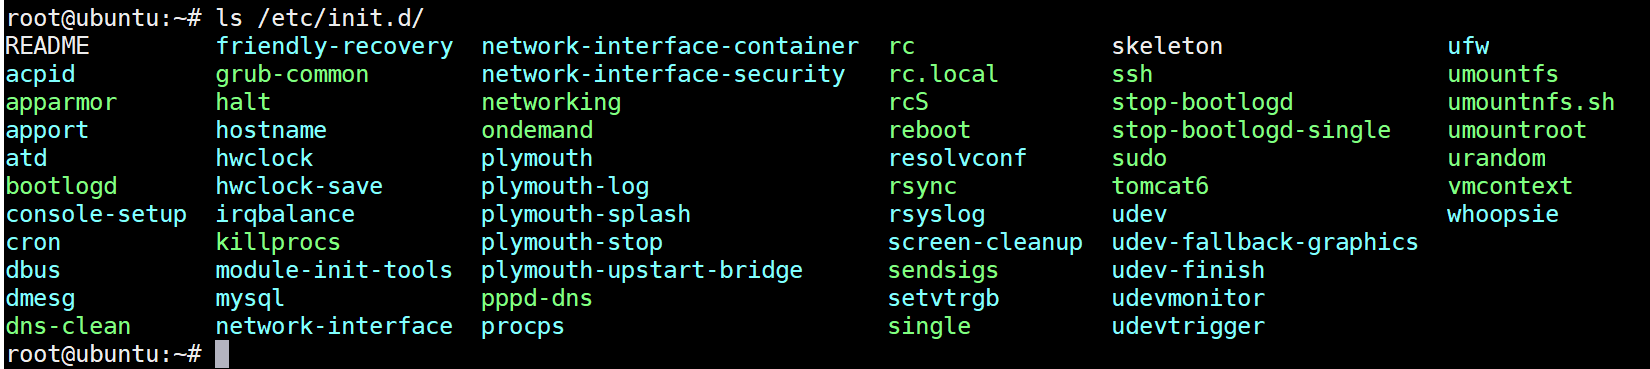 root@ubuntu:~# ls /etc/init.d/
README friendly-recovery network-interface-container rc skeleton ufw
acpid grub-common network-interface-security rc.local ssh umountfs
apparmor halt networking rcS stop-bootlogd umountnfs.sh
apport hostname ondemand reboot stop-bootlogd-single umountroot
atd hwclock plymouth resolvconf sudo urandom
bootlogd hwclock-save plymouth-log rsync tomcat6 vmcontext
console-setup irqbalance plymouth-splash rsyslog udev whoopsie
cron killprocs plymouth-stop screen-cleanup udev-fallback-graphics
dbus module-init-tools plymouth-upstart-bridge sendsigs udev-finish
dmesg mysql pppd-dns setvtrgb udevmonitor
dns-clean network-interface procps single udevtrigger
root@ubuntu:~#